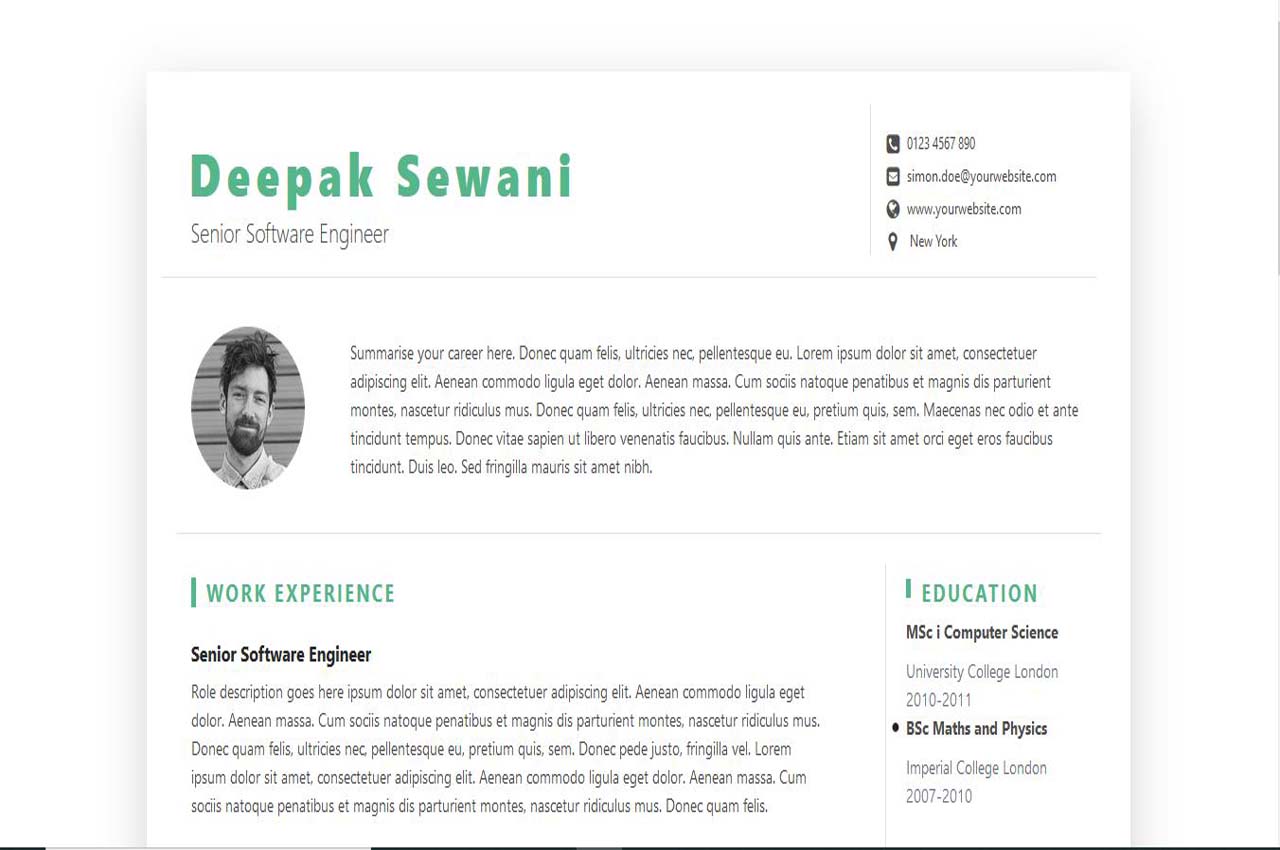 Deepak Sewani
Senior Software Engineer
0123 4567 890
simon.doe@yourwebsite.com
www.yourwebsite.com
New York
Summarise your career here. Donec quam felis, ultricies nec, pellentesque eu. Lorem ipsum dolor sit amet, consectetuer
adipiscing elit. Aenean commodo ligula eget dolor. Aenean massa. Cum sociis natoque penatibus et magnis dis parturient
montes, nascetur ridiculus mus. Donec quam felis, ultricies nec, pellentesque eu, pretium quis, sem. Maecenas nec odio et ante
tincidunt tempus. Donec vitae sapien ut libero venenatis faucibus. Nullam quis ante. Etiam sit amet orci eget eros faucibus
tincidunt. Duis leo. Sed fringilla mauris sit amet nibh.
WORK EXPERIENCE
Senior Software Engineer
Role description goes here ipsum dolor sit amet, consectetuer adipiscing elit. Aenean commodo ligula eget
dolor. Aenean massa. Cum sociis natoque penatibus et magnis dis parturient montes, nascetur ridiculus mus.
Donec quam felis, ultricies nec, pellentesque eu, pretium quis, sem. Donec pede justo, fringilla vel. Lorem
ipsum dolor sit amet, consectetuer adipiscing elit. Aenean commodo ligula eget dolor. Aenean massa. Cum
sociis natoque penatibus et magnis dis parturient montes, nascetur ridiculus mus. Donec quam felis.
EDUCATION
MSc i Computer Science
University College London
2010-2011
BSc Maths and Physics
Imperial College London
2007-2010